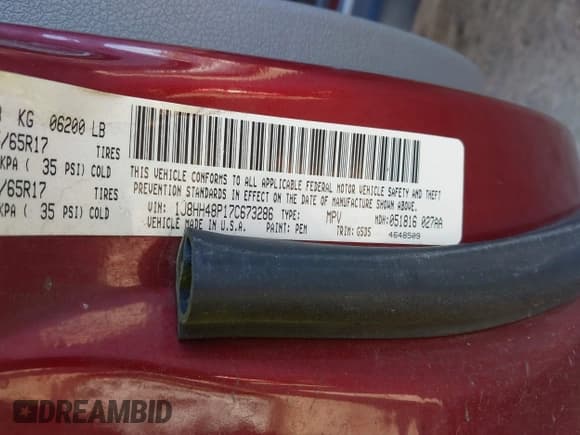 KG 06200 LB
/65R17 TIRES
KPA ( 35 PSI) COLD
/65R17 TIRES
KPA ( 35 PSI) COLD
THIS VEHICLE CONFORMS TO ALL APPLICABLE FEDERAL MOTOR VEHICLE SAFETY AND THEFT
PREVENTION STANDARDS IN EFFECT ON THE DATE OF MANUFACTURE SHOWN ABOVE.
VIN: 1J8HH48P17C673286 TYPE: MPV MDH:051816 027AA
VEHICLE MADE IN U.S.A. PAINT: PEM TRIM: G5D5 4648509
DREAMBID